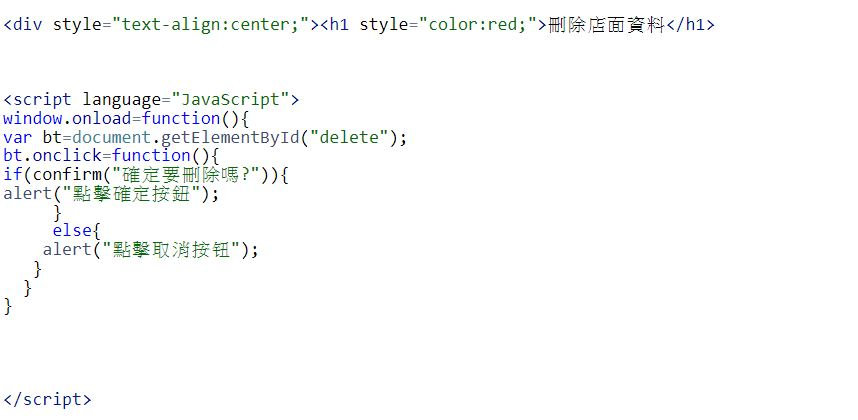 <div style="text-align:center;"><h1 style="color:red;">刪除店面資料</h1>
<script language="JavaScript">
window.onload=function(){
var bt=document.getElementById("delete");
bt.onclick=function(){
if(confirm("確定要刪除嗎?")){
alert("點擊確定按鈕");
}
else{
alert("點擊取消按钮");
}
}
}
</script>